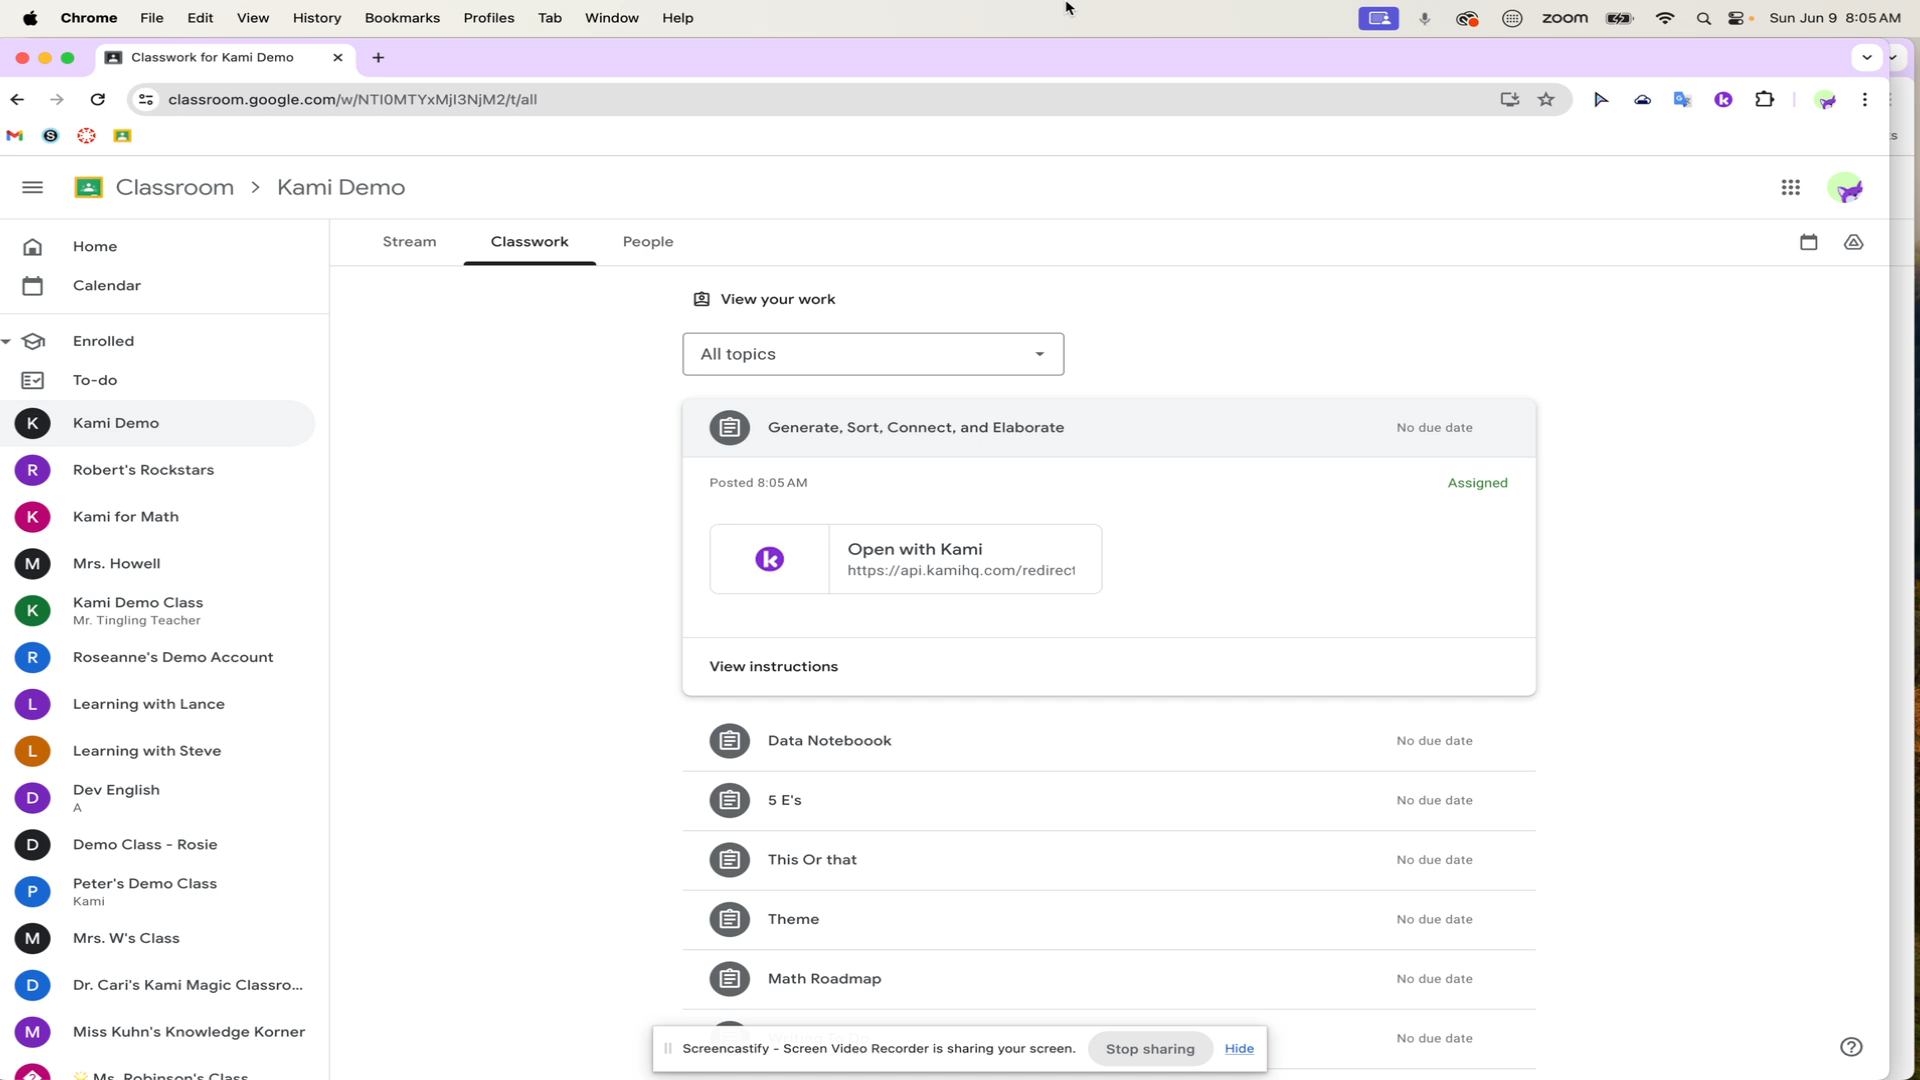 Chrome File Edit View History Bookmarks Profiles Tab Window Help zoom Sun Jun 9 8:05 AM
Classwork for Kami Demo
classroom.google.com/w/NTI0MTYxMjI3NjM2/t/all
Classroom > Kami Demo
Home
Calendar
Enrolled
To-do
K Kami Demo
R Robert's Rockstars
K Kami for Math
M Mrs. Howell
K Kami Demo Class
Mr. Tingling Teacher
R Roseanne's Demo Account
L Learning with Lance
L Learning with Steve
D Dev English
A
D Demo Class - Rosie
P Peter's Demo Class
Kami
M Mrs. W's Class
D Dr. Cari's Kami Magic Classro...
M Miss Kuhn's Knowledge Korner
Ms. Robinson's Class
Stream Classwork People
View your work
All topics
Generate, Sort, Connect, and Elaborate No due date
Posted 8:05 AM Assigned
Open with Kami
https://api.kamihq.com/redirect
View instructions
Data Noteboook No due date
5 E's No due date
This Or that No due date
Theme No due date
Math Roadmap No due date
No due date
Screencastify - Screen Video Recorder is sharing your screen. Stop sharing Hide